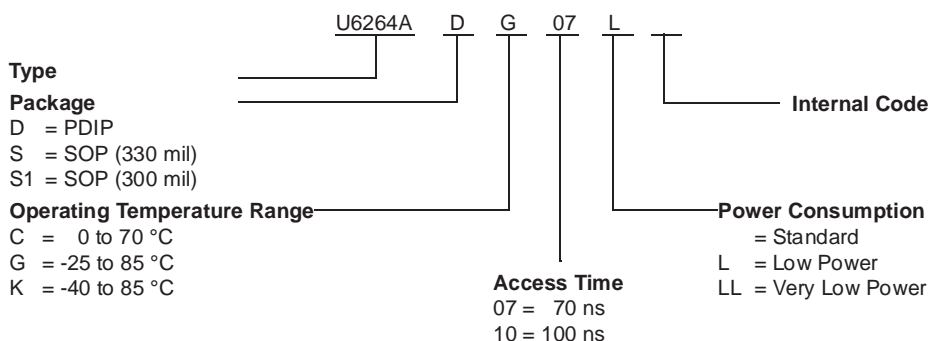 U6264A D G 07 L
Type
Package
D = PDIP
S = SOP (330 mil)
S1 = SOP (300 mil)
Internal Code
Operating Temperature Range
C = 0 to 70 °C
G = -25 to 85 °C
K = -40 to 85 °C
Access Time
07 = 70 ns
10 = 100 ns
Power Consumption
= Standard
L = Low Power
LL = Very Low Power